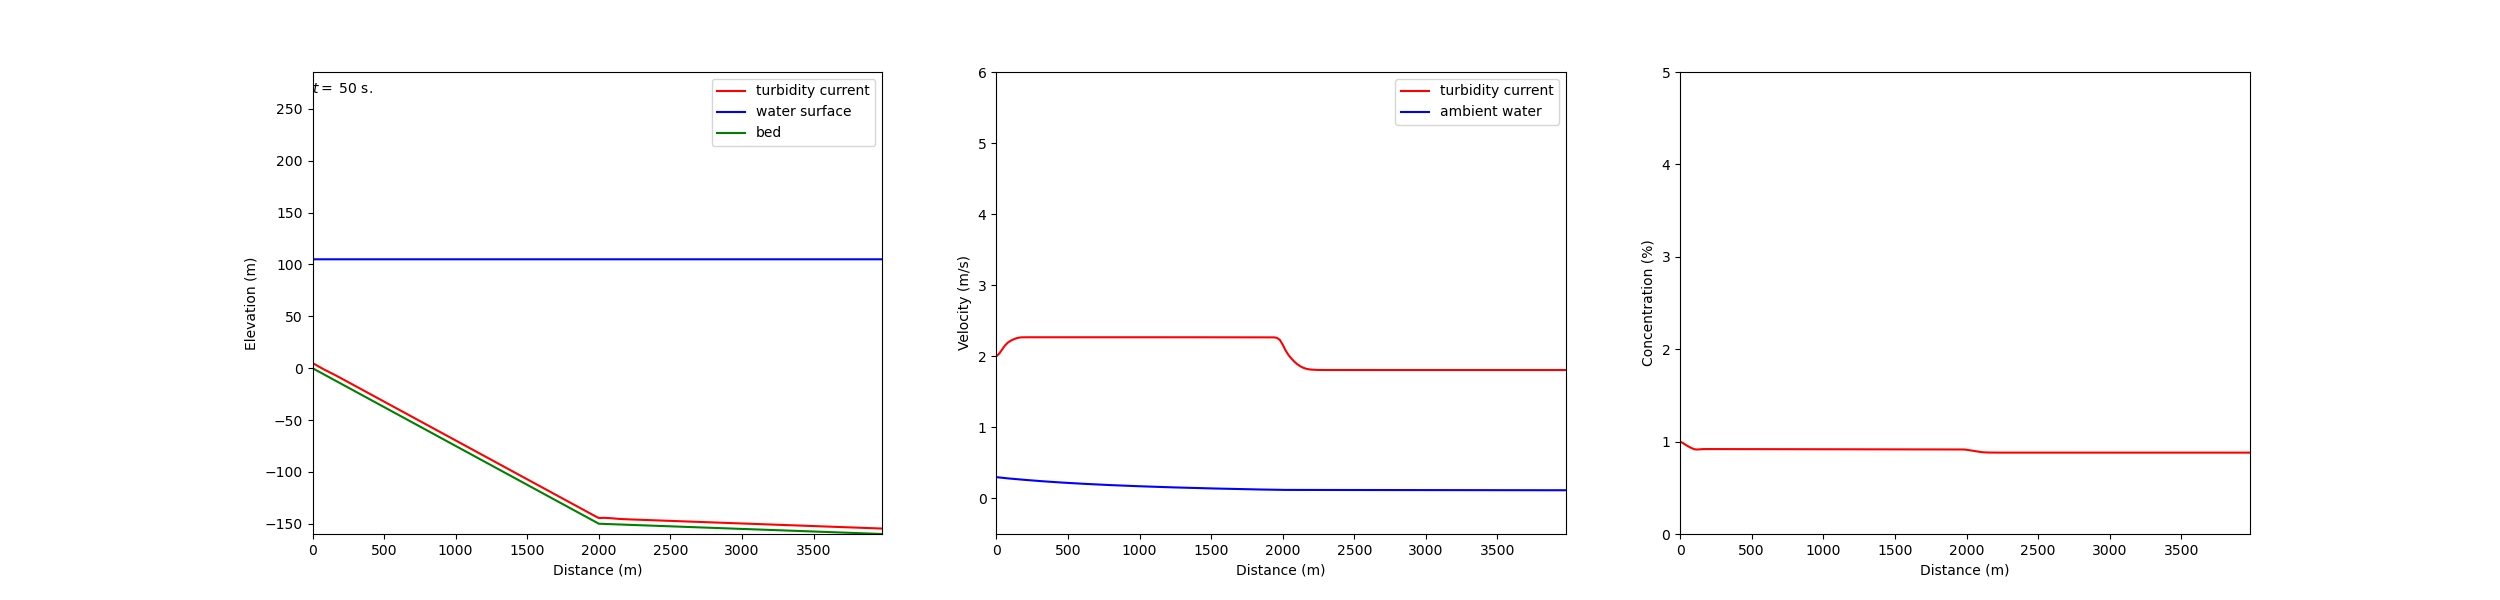 t = 50 s.
turbidity current
water surface
bed
250
200
150
100
50
0
−50
−100
−150
0 500 1000 1500 2000 2500 3000 3500
Distance (m)
Elevation (m)
turbidity current
ambient water
6
5
4
3
2
1
0
0 500 1000 1500 2000 2500 3000 3500
Distance (m)
Velocity (m/s)
5
4
3
2
1
0
0 500 1000 1500 2000 2500 3000 3500
Distance (m)
Concentration (%)